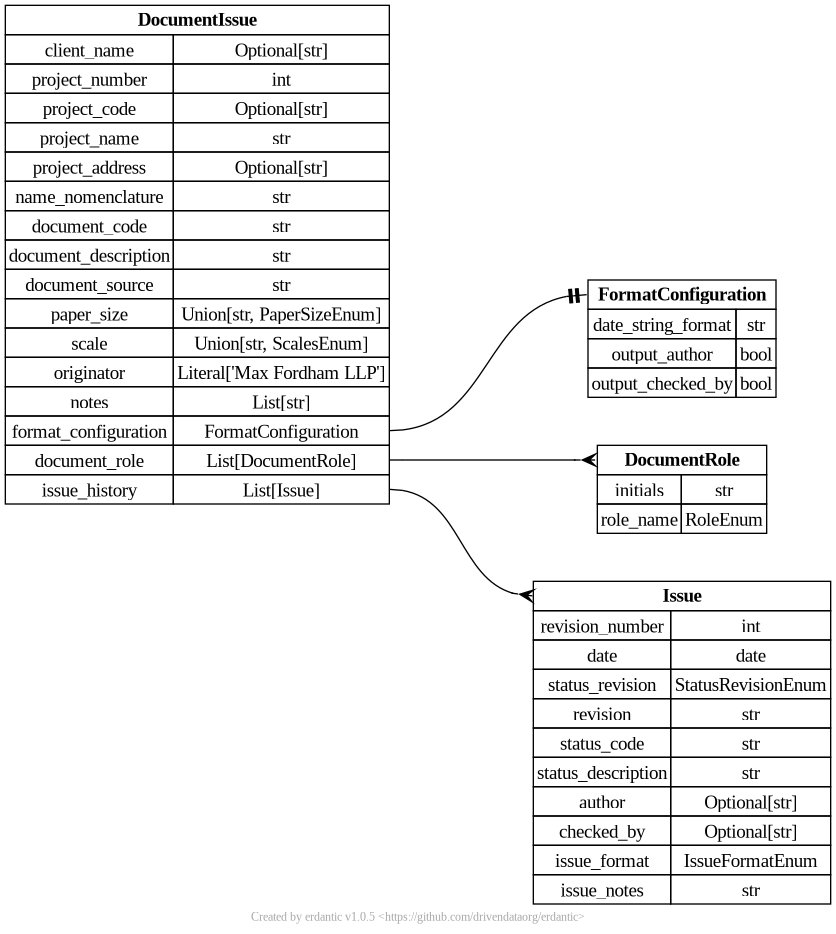 DocumentIssue
client_name Optional[str]
project_number int
project_code Optional[str]
project_name str
project_address Optional[str]
name_nomenclature str
document_code str
document_description str
document_source str
paper_size Union[str, PaperSizeEnum]
scale Union[str, ScalesEnum]
originator Literal['Max Fordham LLP']
notes List[str]
format_configuration FormatConfiguration
document_role List[DocumentRole]
issue_history List[Issue]
FormatConfiguration
date_string_format str
output_author bool
output_checked_by bool
DocumentRole
initials str
role_name RoleEnum
Issue
revision_number int
date date
status_revision StatusRevisionEnum
revision str
status_code str
status_description str
author Optional[str]
checked_by Optional[str]
issue_format IssueFormatEnum
issue_notes str
Created by erdantic v1.0.5 <https://github.com/drivendataorg/erdantic>